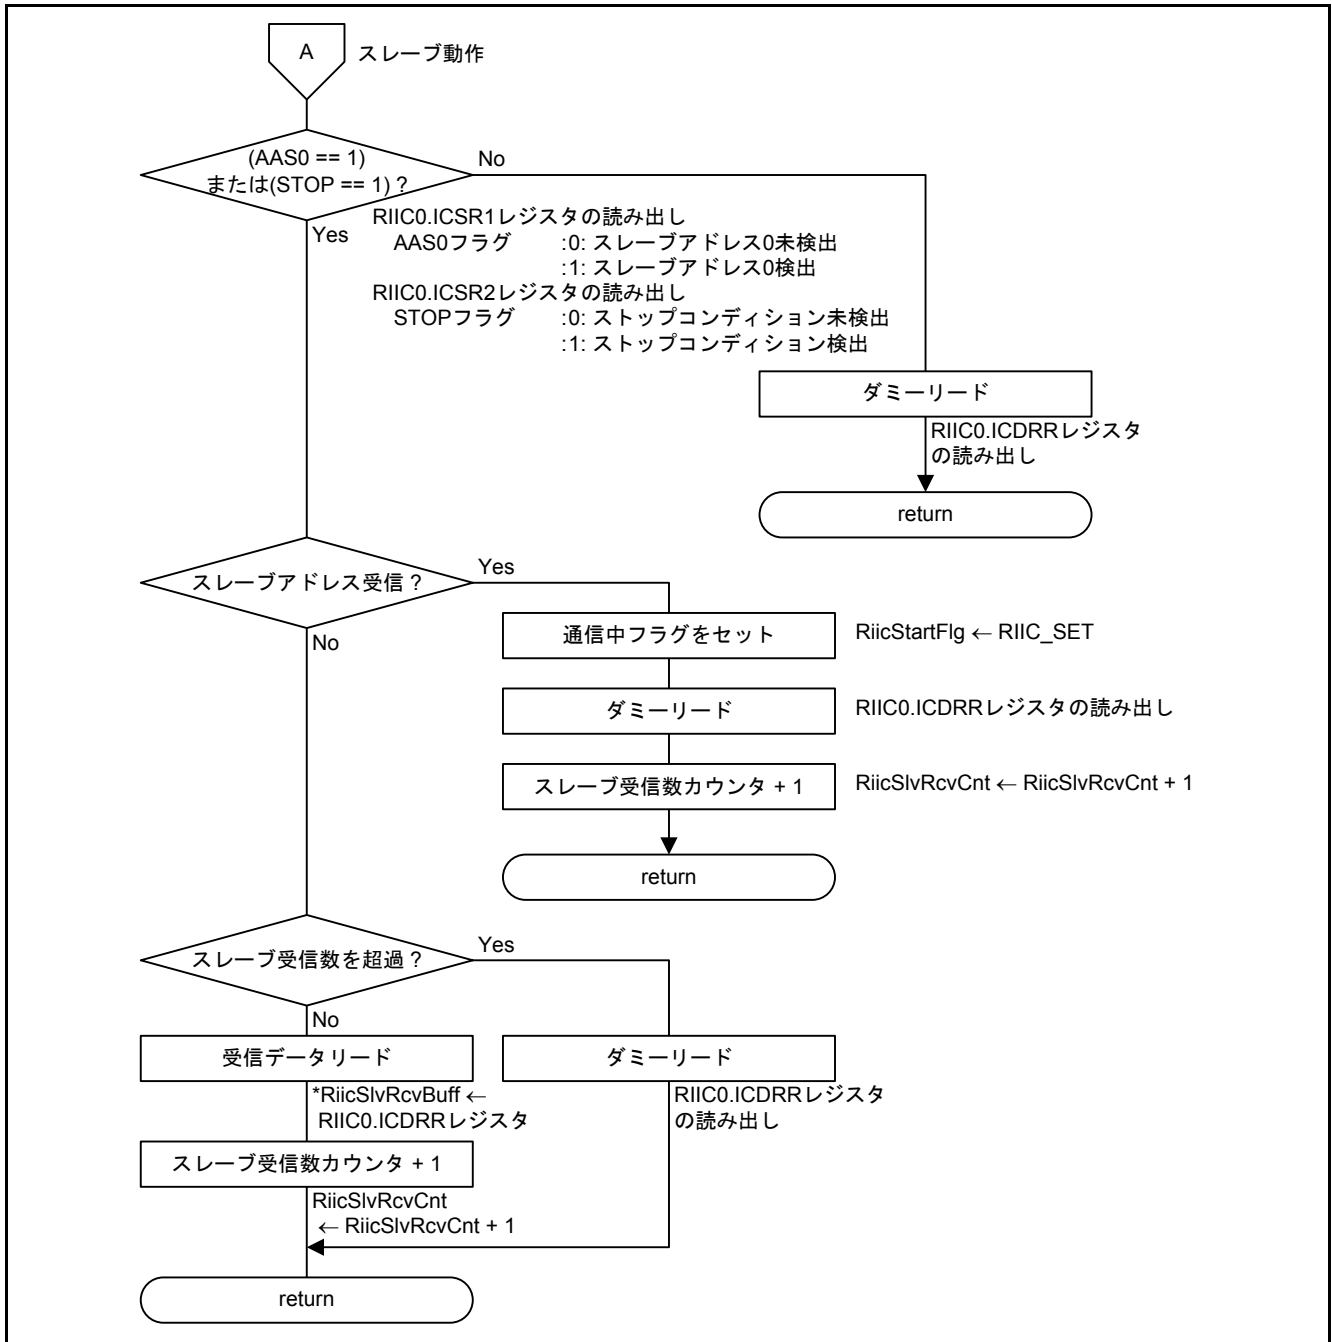 A
スレーブ動作
(AAS0 == 1)
または(STOP == 1) ?
No
Yes
RIIC0.ICSR1レジスタの読み出し
AAS0フラグ :0: スレーブアドレス0未検出
:1: スレーブアドレス0検出
RIIC0.ICSR2レジスタの読み出し
STOPフラグ :0: ストップコンディション未検出
:1: ストップコンディション検出
ダミーリード
RIIC0.ICDRRレジスタ
の読み出し
return
スレーブアドレス受信 ?
Yes
No
通信中フラグをセット
RiicStartFlg ← RIIC_SET
ダミーリード
RIIC0.ICDRRレジスタの読み出し
スレーブ受信数カウンタ + 1
RiicSlvRcvCnt ← RiicSlvRcvCnt + 1
return
スレーブ受信数を超過 ?
Yes
No
受信データリード
*RiicSlvRcvBuff ←
RIIC0.ICDRRレジスタ
ダミーリード
RIIC0.ICDRRレジスタ
の読み出し
スレーブ受信数カウンタ + 1
RiicSlvRcvCnt
← RiicSlvRcvCnt + 1
return